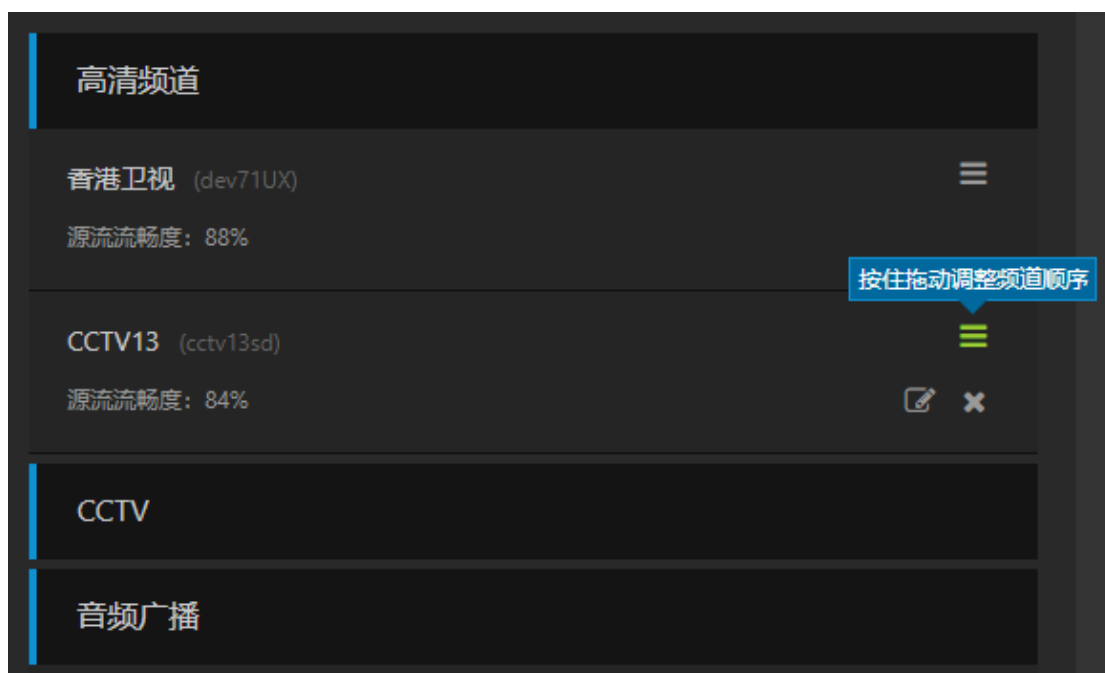 高清频道
香港卫视 (dev71UX)
源流流畅度：88%
按住拖动调整频道顺序
CCTV13 (cctv13sd)
源流流畅度：84%
CCTV
音频广播